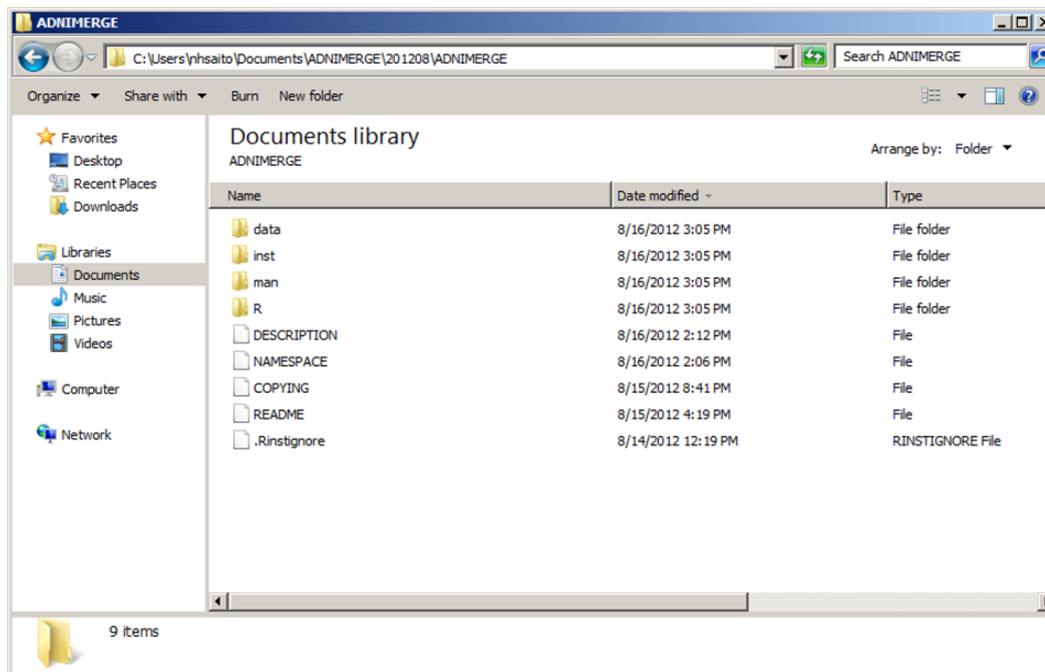 ADNIMERGE
C:\Users\nhsaito\Documents\ADNIMERGE\201208\ADNIMERGE
Search ADNIMERGE
Organize Share with Burn New folder
Favorites
Desktop
Recent Places
Downloads
Libraries
Documents
Music
Pictures
Videos
Computer
Network
Documents library
ADNIMERGE
Arrange by: Folder
Name Date modified Type
data 8/16/2012 3:05 PM File folder
inst 8/16/2012 3:05 PM File folder
man 8/16/2012 3:05 PM File folder
R 8/16/2012 3:05 PM File folder
DESCRIPTION 8/16/2012 2:12 PM File
NAMESPACE 8/16/2012 2:06 PM File
COPYING 8/15/2012 8:41 PM File
README 8/15/2012 4:19 PM File
.Rinstignore 8/14/2012 12:19 PM RINSTIGNORE File
9 items